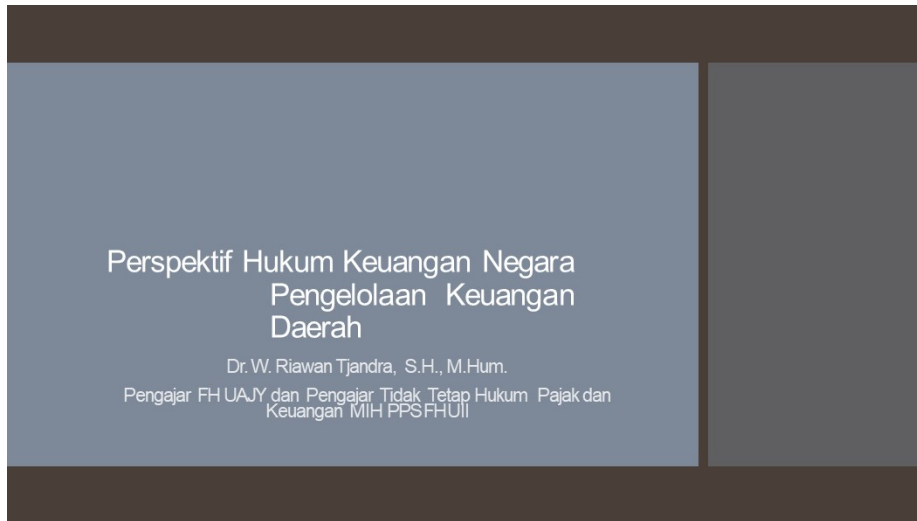 Perspektif Hukum Keuangan Negara
Pengelolaan Keuangan
Daerah
Dr. W. Riawan Tjandra, S.H., M.Hum.
Pengajar FH UAJY dan Pengajar Tidak Tetap Hukum Pajak dan
Keuangan MIH PPS FH UII